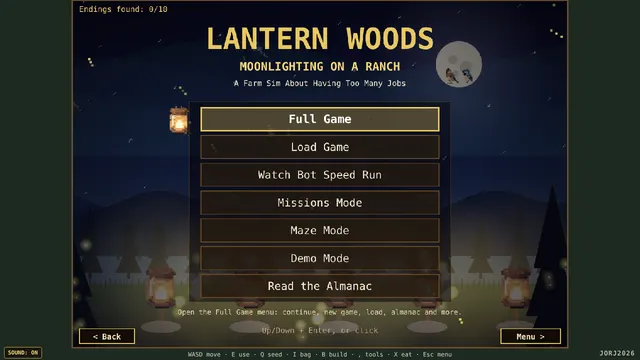 Endings found: 0/10
LANTERN WOODS
MOONLIGHTING ON A RANCH
A Farm Sim About Having Too Many Jobs
Full Game
Load Game
Watch Bot Speed Run
Missions Mode
Maze Mode
Demo Mode
Read the Almanac
Open the Full Game menu: continue, new game, load, almanac and more.
Up/Down + Enter, or click
< Back
Menu >
SOUND: ON
WASD move · E use · Q seed · I bag · B build · , tools · X eat · Esc menu
JORJ2026